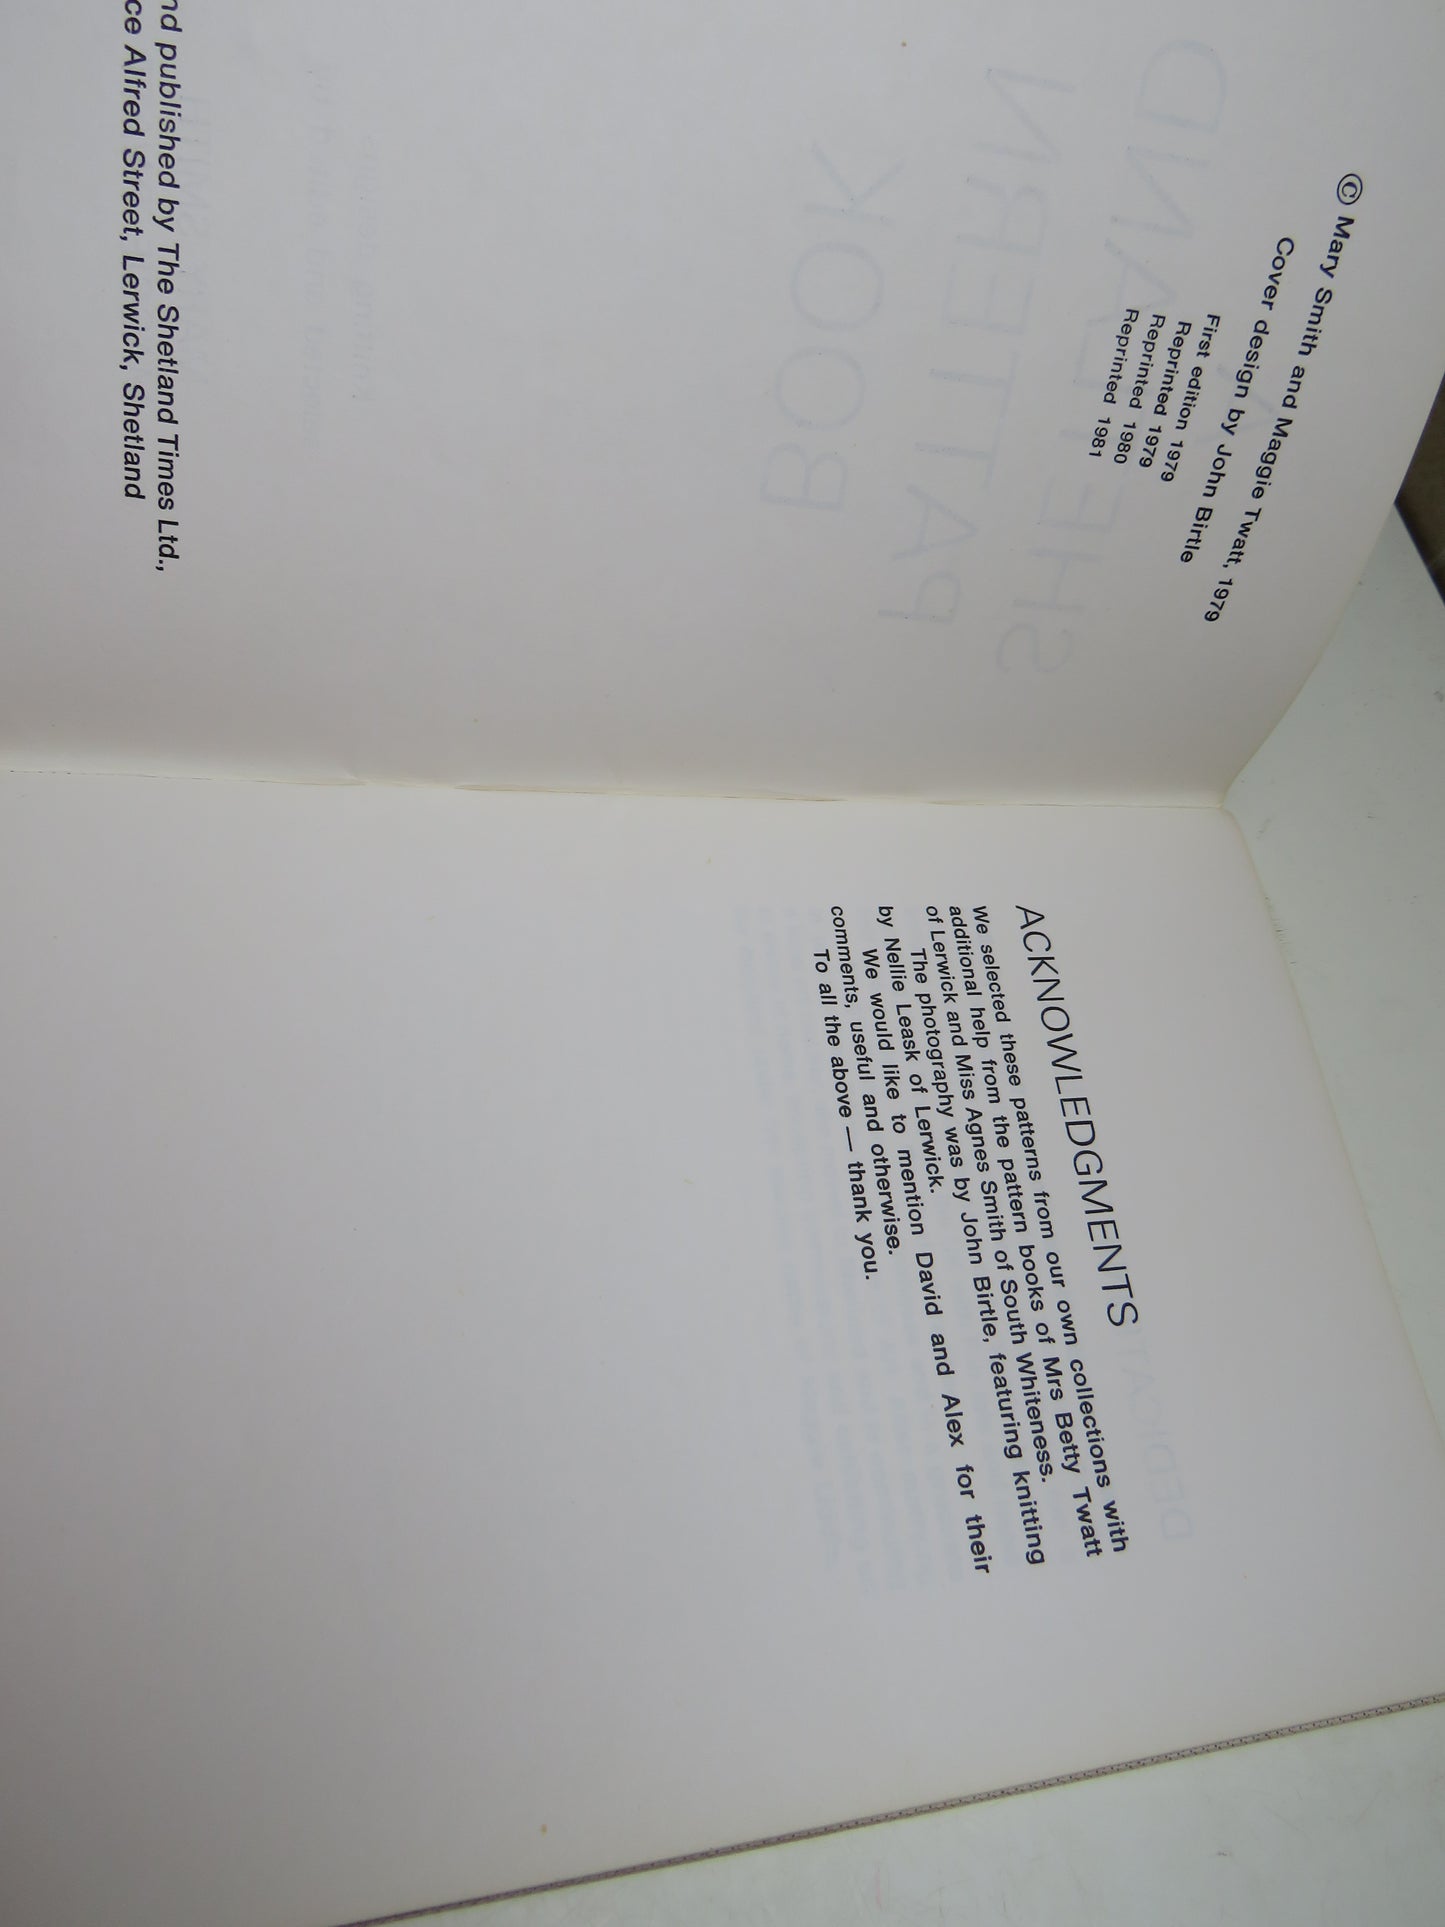 © Mary Smith and Maggie Twatt, 1979
Cover design by John Birtle
First edition 1979
Reprinted 1979
Reprinted 1980
Reprinted 1981
published by The Shetland Times Ltd.,
Alfred Street, Lerwick, Shetland
ACKNOWLEDGMENTS
We selected these patterns from our own collections with
additional help from the pattern books of Mrs Betty Twatt
of Lerwick and Miss Agnes Smith of South Whiteness.
The photography was by John Birtle, featuring knitting
by Nellie Leask of Lerwick.
We would like to mention David and Alex for their
comments, useful and otherwise.
To all the above — thank you.